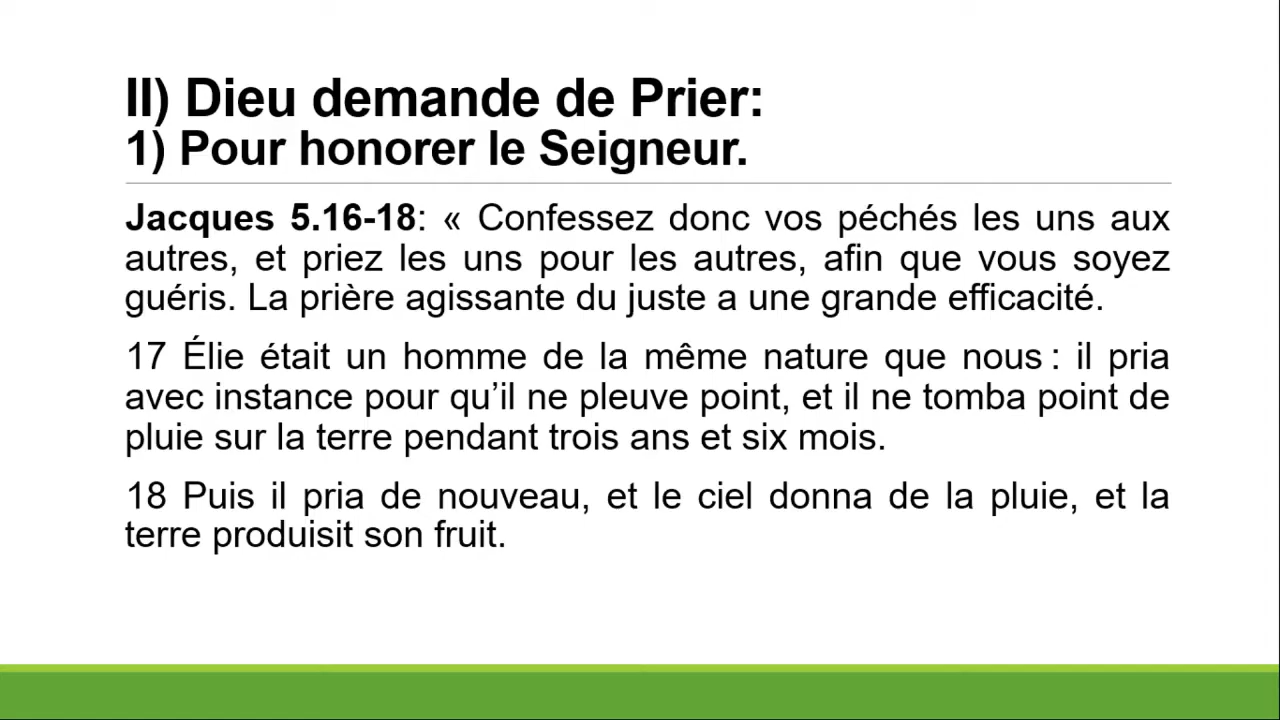 II) Dieu demande de Prier:
1) Pour honorer le Seigneur.
Jacques 5.16-18: « Confessez donc vos péchés les uns aux
autres, et priez les uns pour les autres, afin que vous soyez
guéris. La prière agissante du juste a une grande efficacité.
17 Élie était un homme de la même nature que nous : il pria
avec instance pour qu’il ne pleuve point, et il ne tomba point de
pluie sur la terre pendant trois ans et six mois.
18 Puis il pria de nouveau, et le ciel donna de la pluie, et la
terre produisit son fruit.